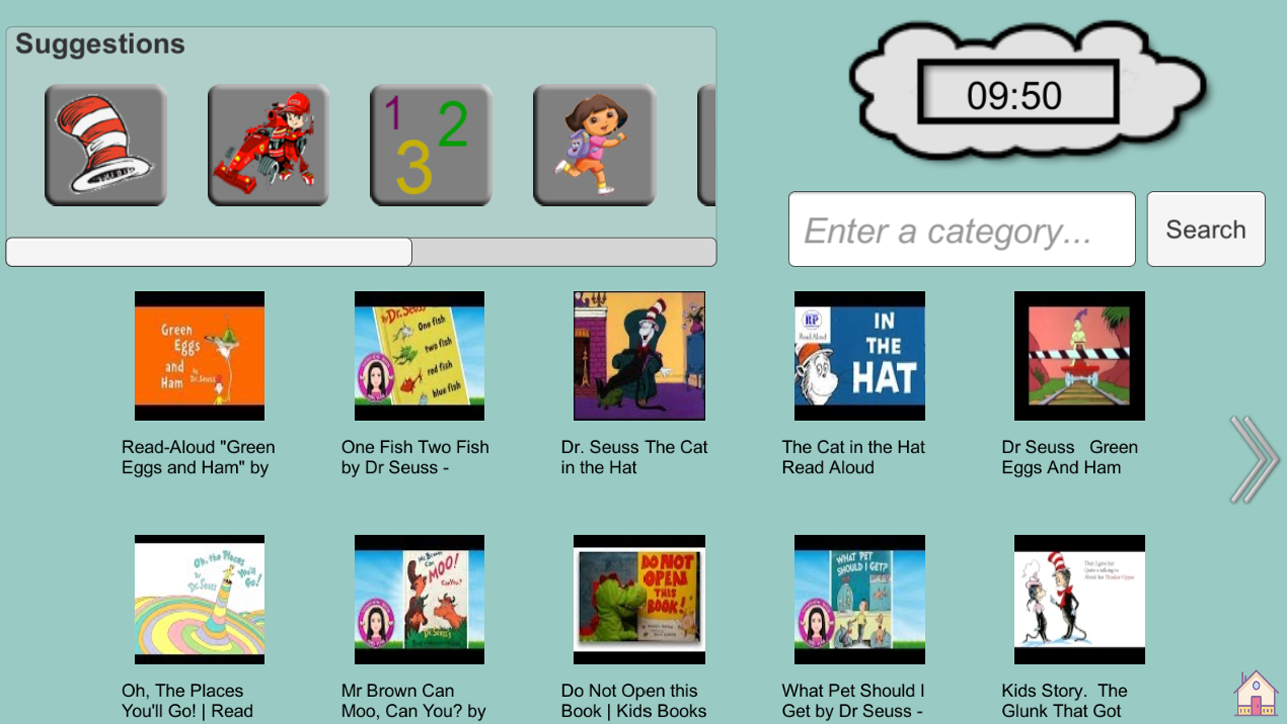 Suggestions
1 2
3
09:50
Enter a category...
Search
Green
Eggs
and
Ham
by
Dr. Seuss
by Dr. Seuss
One fish
two fish
red fish
blue fish
RP
Read Aloud
IN
THE
HAT
Read-Aloud "Green
Eggs and Ham" by
One Fish Two Fish
by Dr Seuss -
Dr. Seuss The Cat
in the Hat
The Cat in the Hat
Read Aloud
Dr Seuss   Green
Eggs And Ham
Oh, the Places
You'll Go!
by
Dr. Seuss
Mr. Brown
Can
MOO!
Can You?
Dr. Seuss's
DO NOT
OPEN
THIS
BOOK!
WHAT PET
SHOULD I GET?
Oh, The Places
You'll Go! | Read
Mr Brown Can
Moo, Can You? by
Do Not Open this
Book | Kids Books
What Pet Should I
Get by Dr Seuss -
Kids Story.  The
Glunk That Got